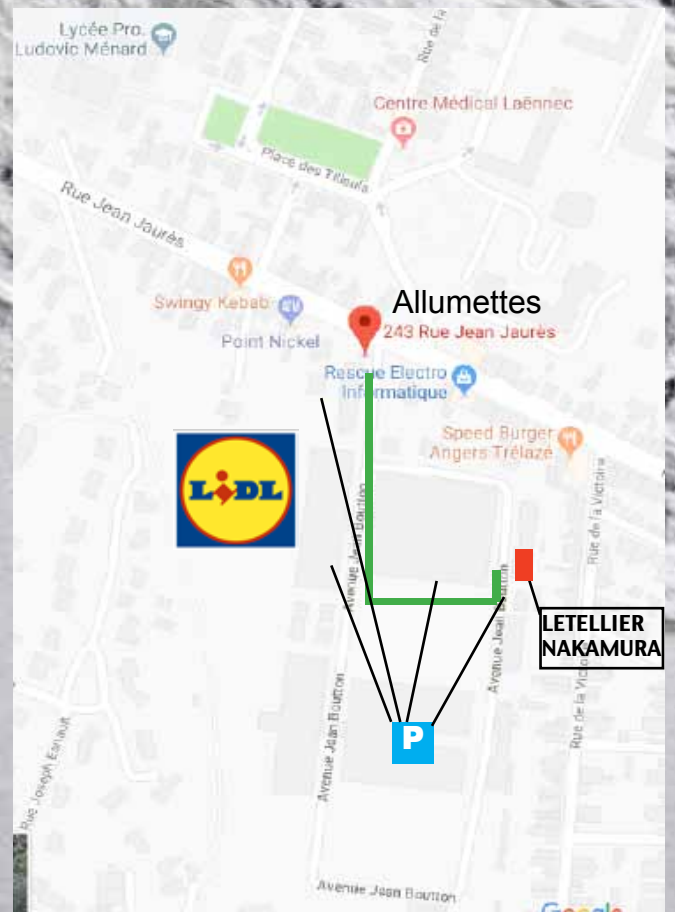 Lycée Pro.
Ludovic Ménard
Rue de la
Centre Médical Laënnec
Place des Tilleuls
Rue Jean Jaurès
Swingy Kebab
Allumettes
Point Nickel
243 Rue Jean Jaurès
Rescue Electro
Informatique
Speed Burger
Angers Trélazé
LiDL
Rue de la Victoire
Avenue Jean Boutton
Avenue Jean Boutton
LETELLIER
NAKAMURA
Rue de la Victoire
P
Avenue Jean Boutton
Rue Joseph Esnault
Avenue Jean Boutton
Google